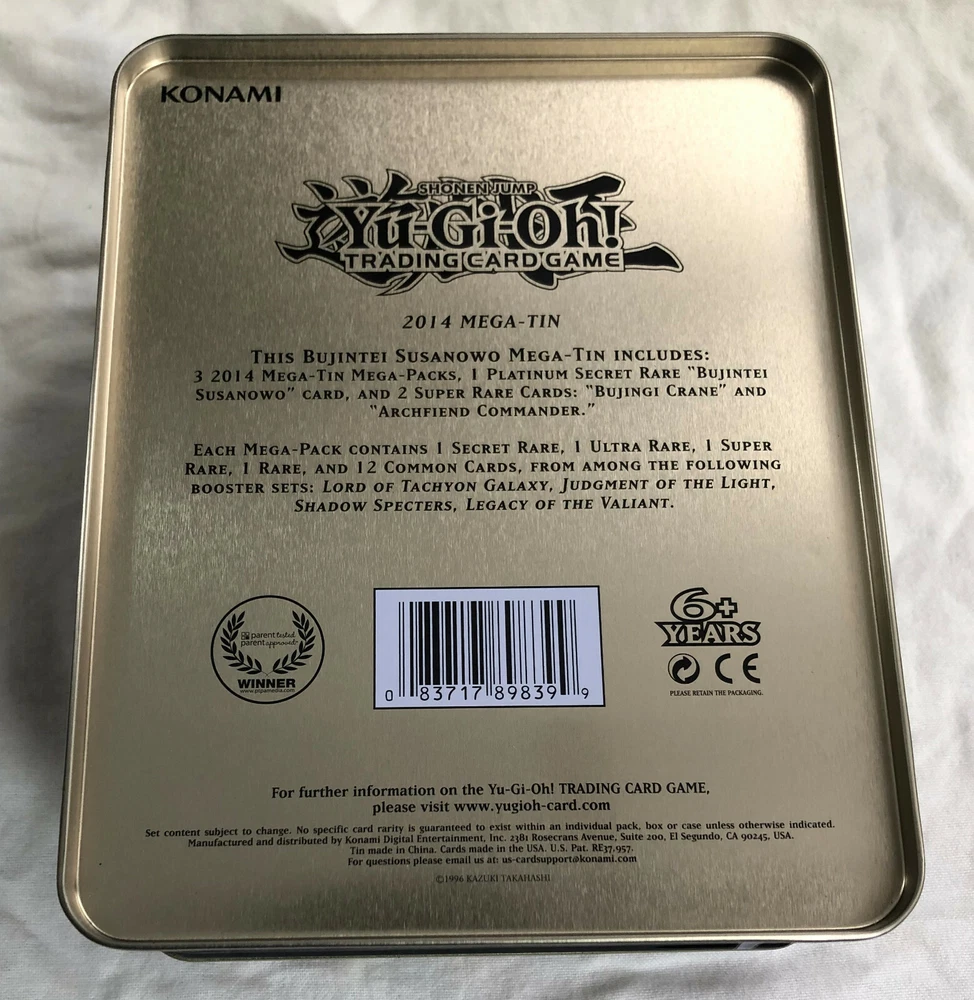 KONAMI
SHONEN JUMP
Yu-Gi-Oh!
TRADING CARD GAME
2014 MEGA-TIN
THIS BUJINTEI SUSANOWO MEGA-TIN INCLUDES:
3 2014 MEGA-TIN MEGA-PACKS, 1 PLATINUM SECRET RARE "BUJINTEI
SUSANOWO" CARD, AND 2 SUPER RARE CARDS: "BUJINGI CRANE" AND
"ARCHFIEND COMMANDER."
EACH MEGA-PACK CONTAINS 1 SECRET RARE, 1 ULTRA RARE, 1 SUPER
RARE, 1 RARE, AND 12 COMMON CARDS, FROM AMONG THE FOLLOWING
BOOSTER SETS: LORD OF TACHYON GALAXY, JUDGMENT OF THE LIGHT,
SHADOW SPECTERS, LEGACY OF THE VALIANT.
parent tested
parent approved
WINNER
www.ptpamedia.com
0 83717 89839 9
6+
YEARS
CE
PLEASE RETAIN THE PACKAGING.
For further information on the Yu-Gi-Oh! TRADING CARD GAME,
please visit www.yugioh-card.com
Set content subject to change. No specific card rarity is guaranteed to exist within an individual pack, box or case unless otherwise indicated.
Manufactured and distributed by Konami Digital Entertainment, Inc. 2381 Rosecrans Avenue, Suite 200, El Segundo, CA 90245, USA.
Tin made in China. Cards made in the USA. U.S. Pat. RE37,957.
For questions please email us at: us-cardsupport@konami.com
©1996 KAZUKI TAKAHASHI